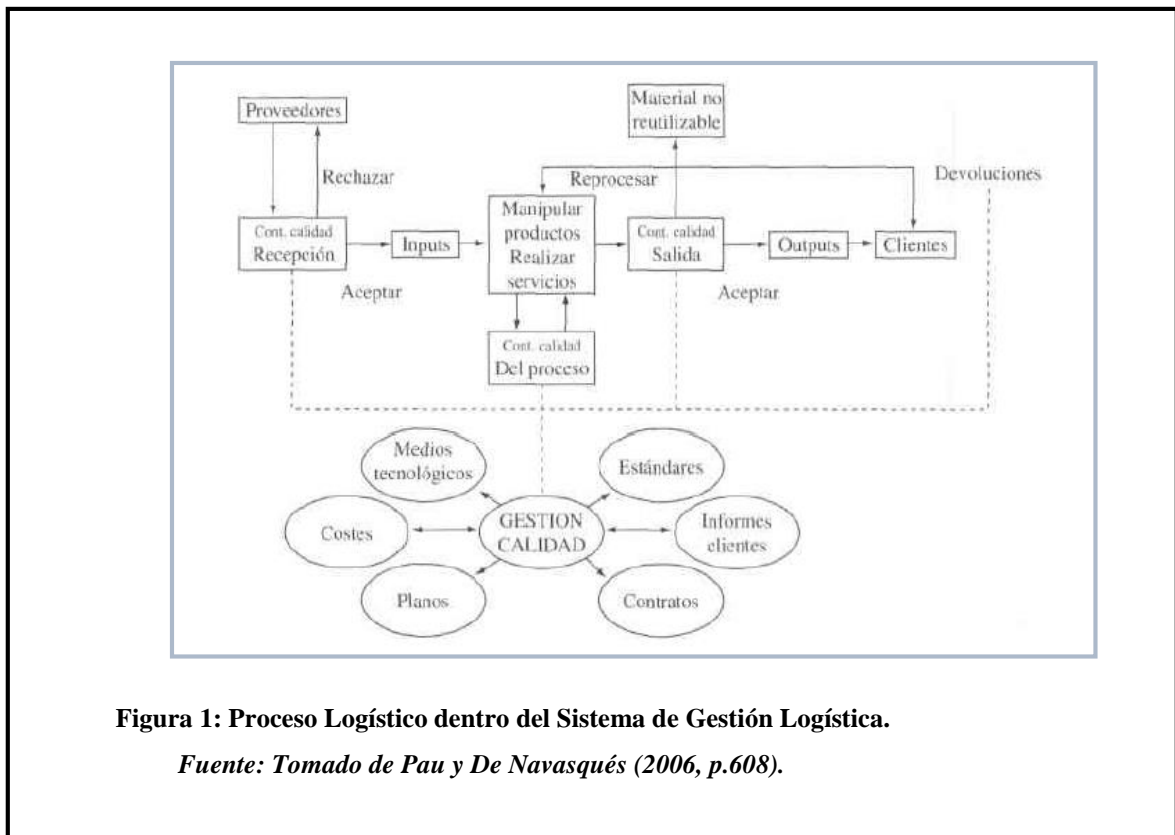 Proveedores
Material no
reutilizable
Rechazar
Reprocesar
Devoluciones
Cont. calidad
Recepción
Inputs
Manipular
productos
Realizar
servicios
Cont. calidad
Salida
Outputs
Clientes
Aceptar
Aceptar
Cont. calidad
Del proceso
Medios
tecnológicos
Estándares
Costes
GESTION
CALIDAD
Informes
clientes
Planos
Contratos
Figura 1: Proceso Logístico dentro del Sistema de Gestión Logística.
Fuente: Tomado de Pau y De Navasqués (2006, p.608).